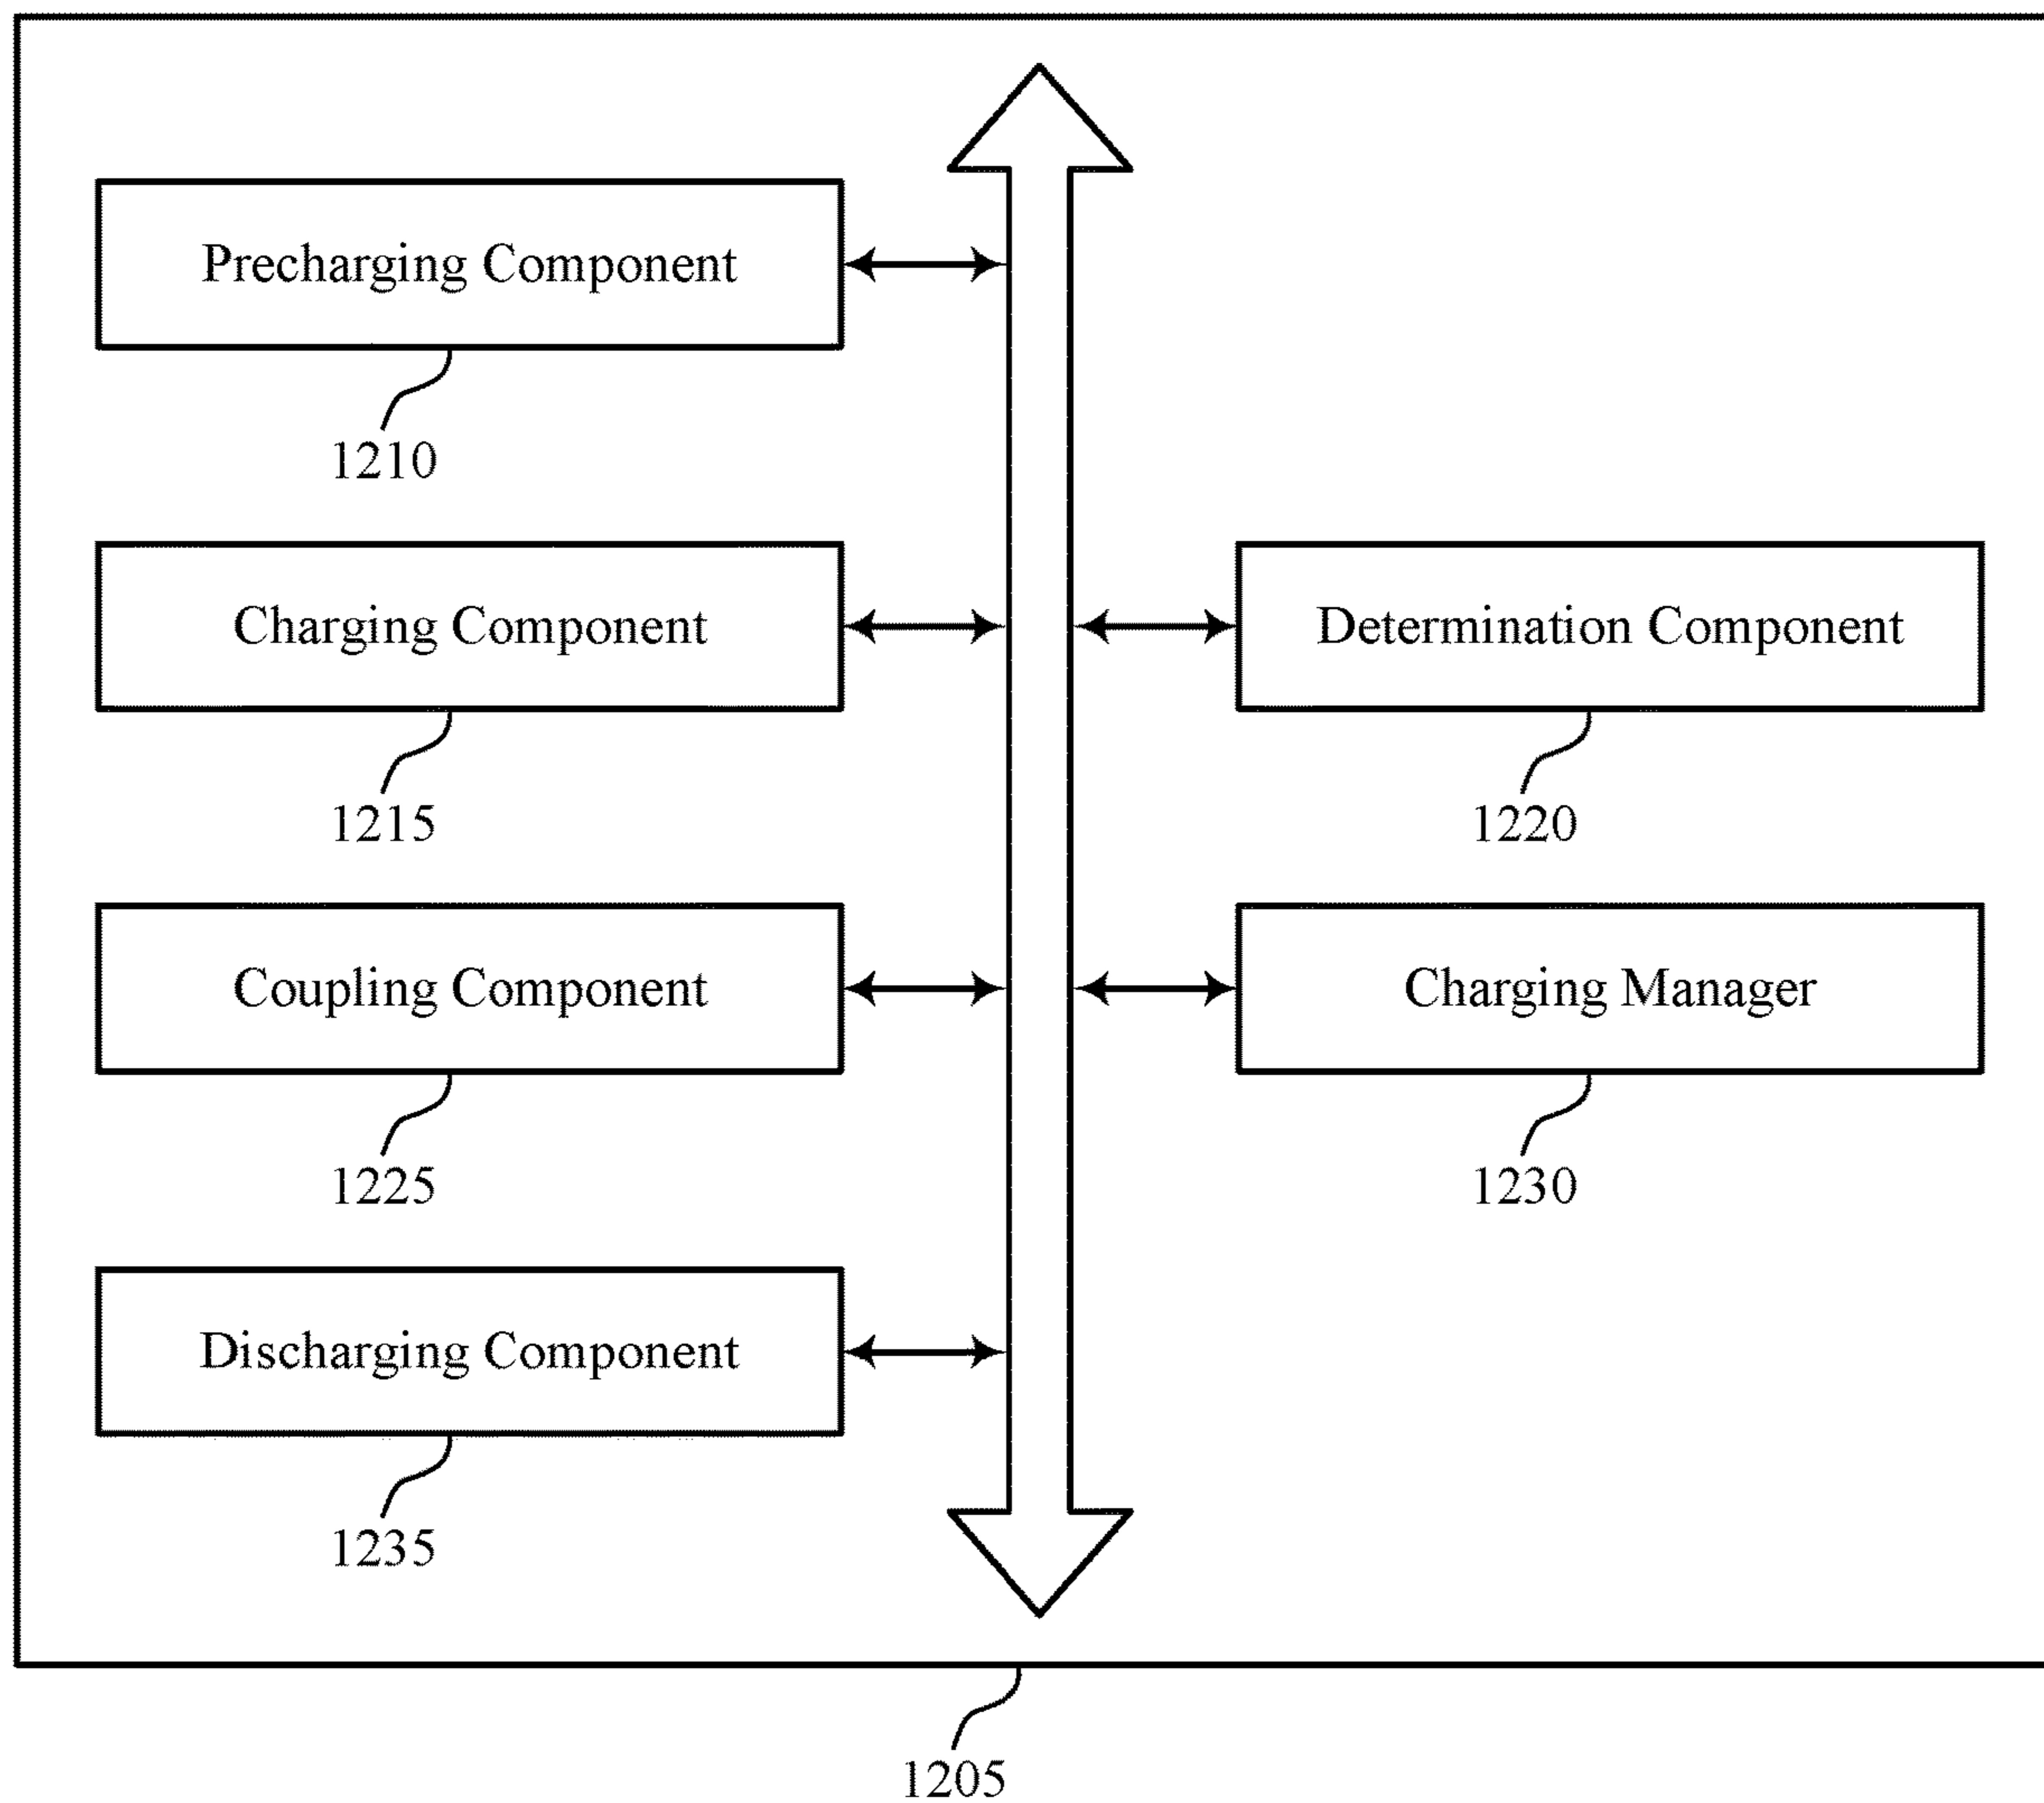 Precharging Component
1210
Charging Component
Determination Component
1215
1220
Coupling Component
Charging Manager
1225
1230
Discharging Component
1235
1205